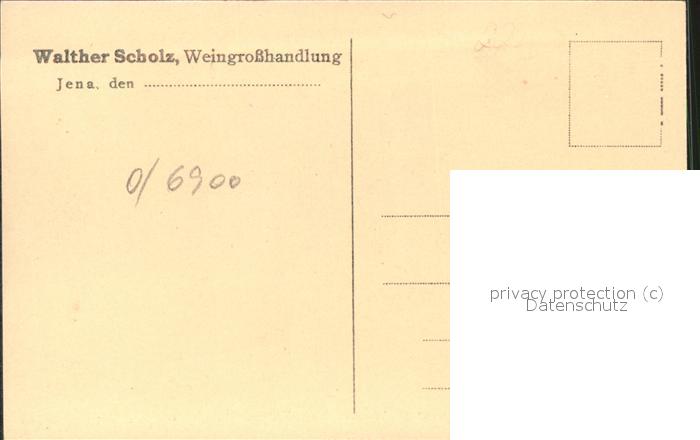 Walther Scholz, Weingroßhandlung
Jena, den
0/ 6900
privacy protection (c)
Datenschutz